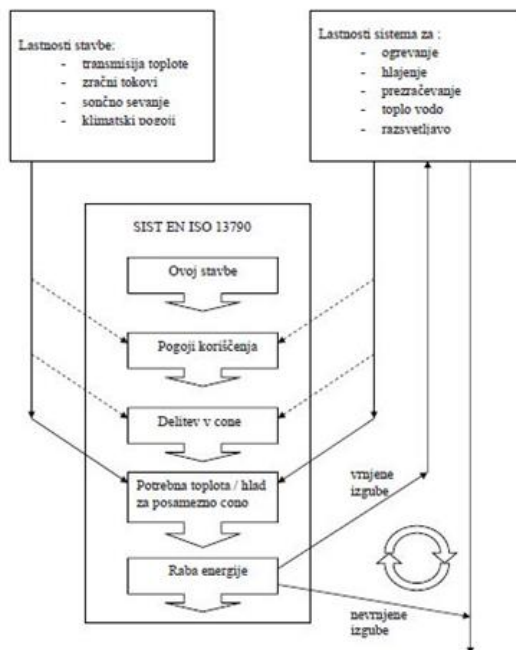 Lastnosti stavbe:
- transmisija toplote
- zračni tokovi
- sončno sevanje
- klimatski pogoji
Lastnosti sistema za :
- ogrevanje
- hlajenje
- prezračevanje
- toplo vodo
- razsvetljavo
SIST EN ISO 13790
Ovoj stavbe
Pogoji koriščenja
Delitev v cone
Potrebna toplota / hlad
za posamezno cono
Raba energije
vrnjene
izgube
nevrnjene
izgube